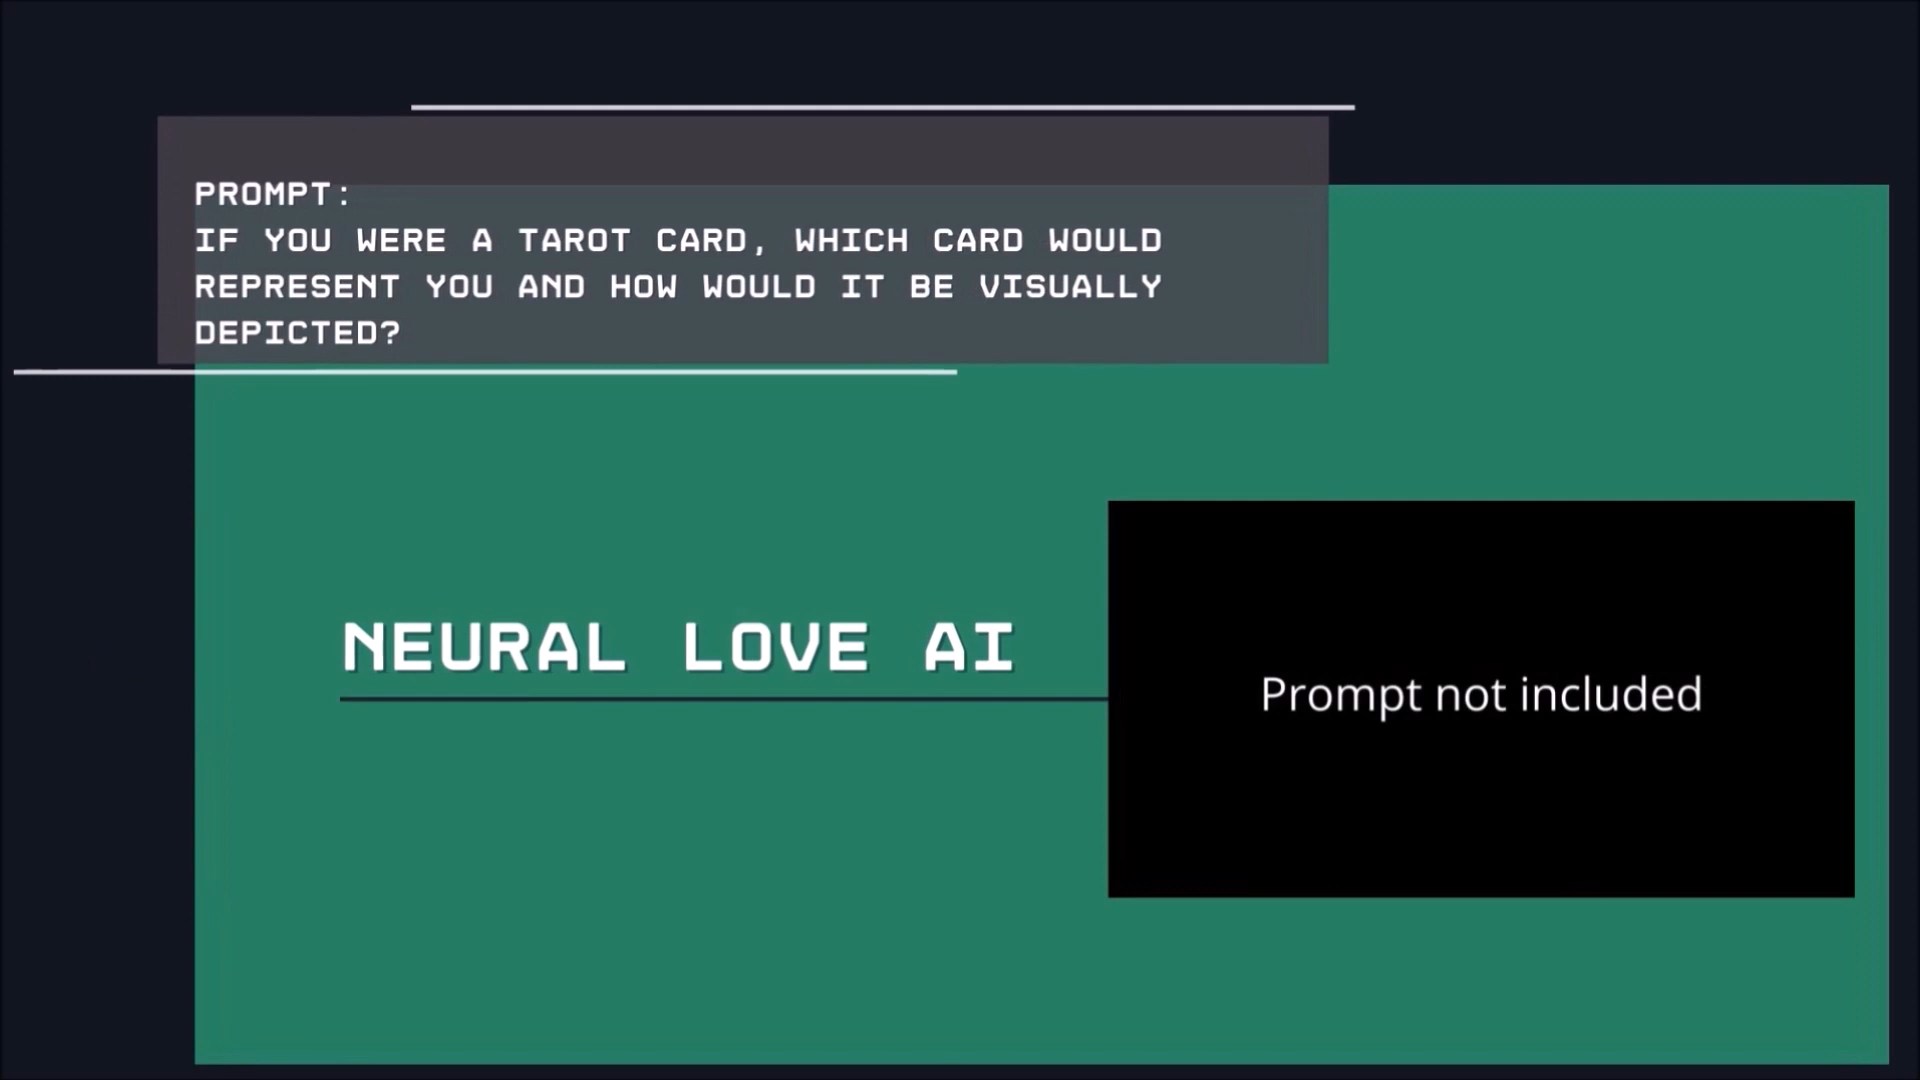 PROMPT:
IF YOU WERE A TAROT CARD, WHICH CARD WOULD
REPRESENT YOU AND HOW WOULD IT BE VISUALLY
DEPICTED?
NEURAL LOVE AI
Prompt not included